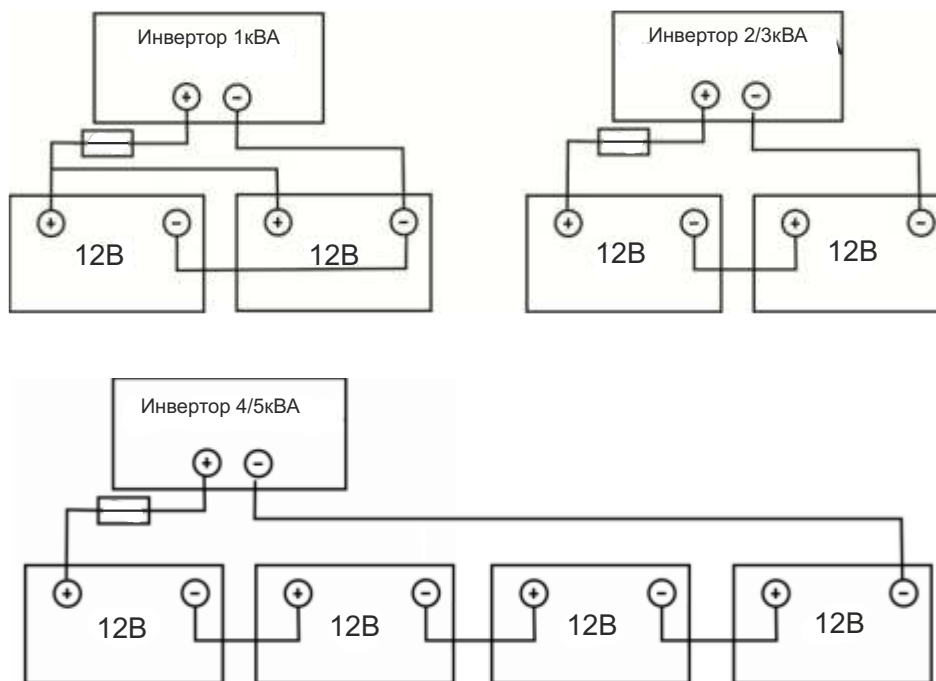 Инвертор 1кВА
Инвертор 2/3кВА
+ −
+ −
+ − + −
+ − + −
12В 12В
12В 12В
Инвертор 4/5кВА
+ −
+ − + − + − + −
12В 12В 12В 12В